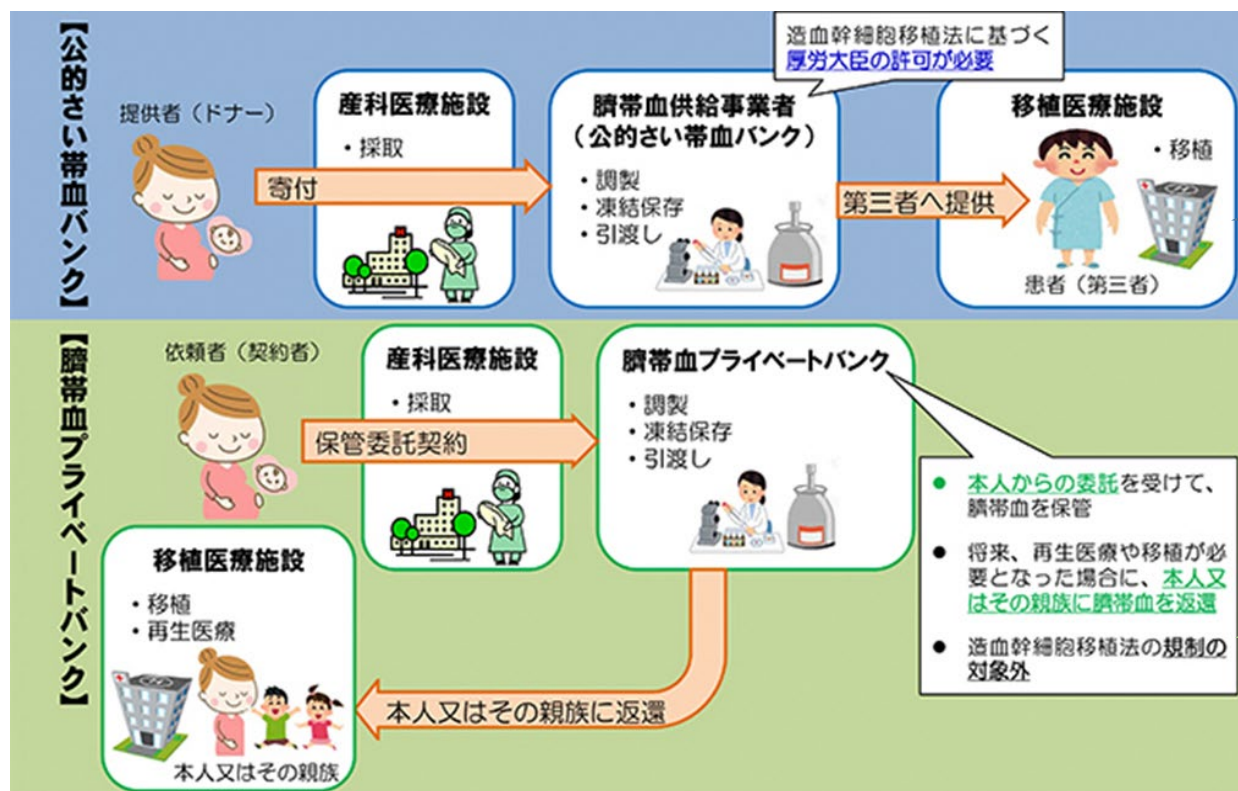 【公的さい帯血バンク】
提供者（ドナー）
産科医療施設
・採取
寄付
臍帯血供給事業者
（公的さい帯血バンク）
・調製
・凍結保存
・引渡し
造血幹細胞移植法に基づく
厚労大臣の許可が必要
第三者へ提供
移植医療施設
・移植
患者（第三者）
【臍帯血プライベートバンク】
依頼者（契約者）
産科医療施設
・採取
保管委託契約
臍帯血プライベートバンク
・調製
・凍結保存
・引渡し
● 本人からの委託を受けて、
臍帯血を保管
● 将来、再生医療や移植が必
要となった場合に、本人又
はその親族に臍帯血を返還
● 造血幹細胞移植法の規制の
対象外
移植医療施設
・移植
・再生医療
本人又はその親族
本人又はその親族に返還